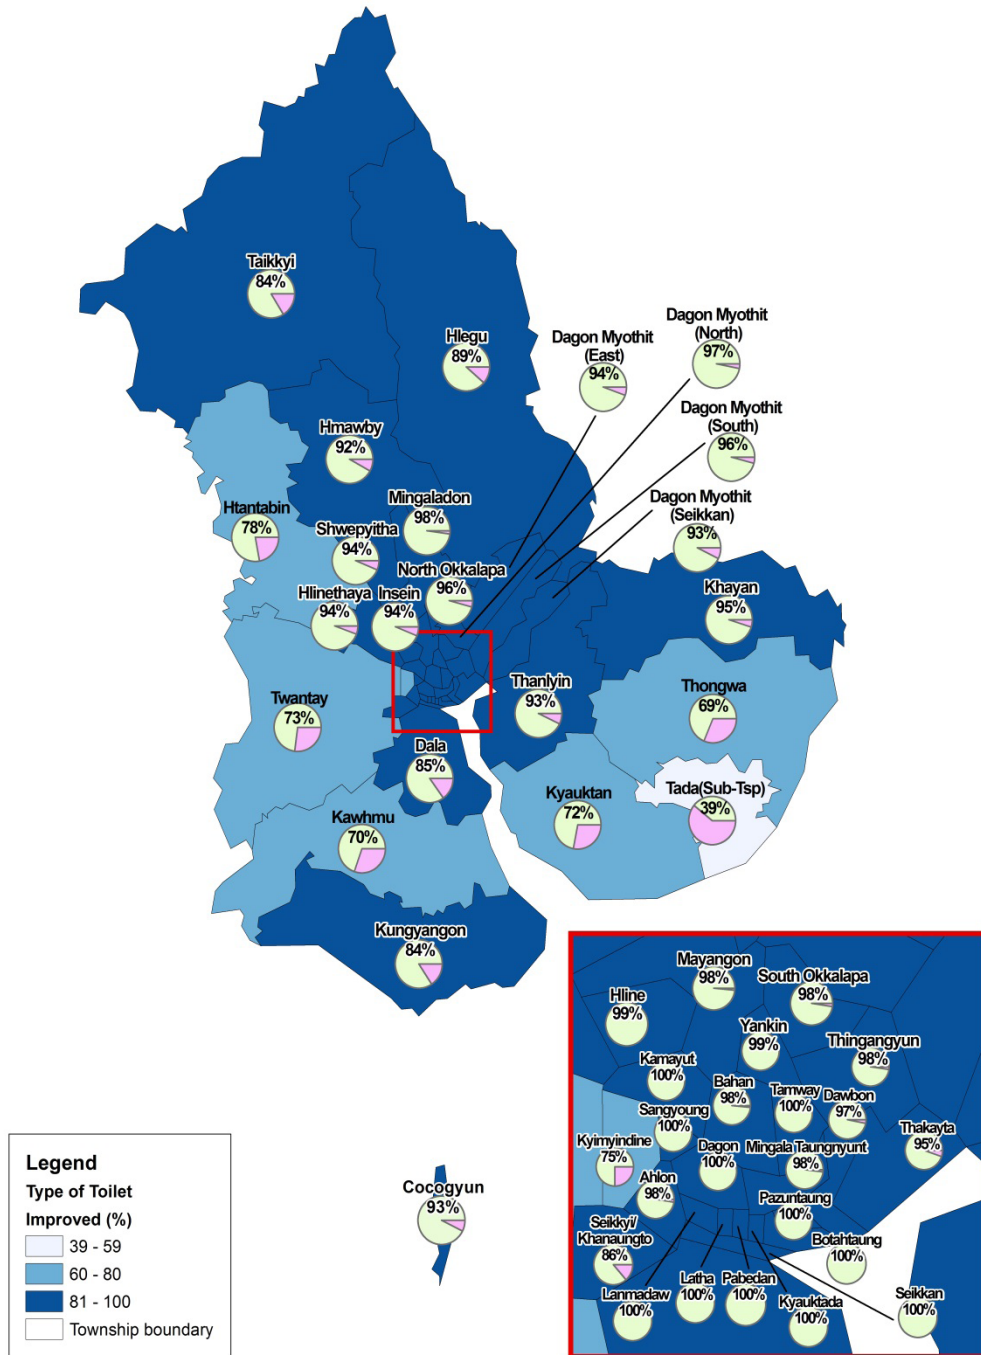 Taikkyi
84%
Hlegu
89%
Dagon Myothit
(East)
94%
Dagon Myothit
(North)
97%
Dagon Myothit
(South)
96%
Dagon Myothit
(Seikkan)
93%
Hmawby
92%
Mingaladon
98%
Htantabin
78%
Shwepyitha
94%
North Okkalapa
96%
Hlinethaya
94%
Insein
94%
Khayan
95%
Twantay
73%
Thanlyin
93%
Thongwa
69%
Dala
85%
Kyauktan
72%
Tada(Sub-Tsp)
39%
Kawhmu
70%
Kungyangon
84%
Cocogyun
93%
Mayangon
98%
South Okkalapa
98%
Hline
99%
Yankin
99%
Thingangyun
98%
Kamayut
100%
Bahan
98%
Tamway
100%
Dawbon
97%
Sangyoung
100%
Thakayta
95%
Kyimyindine
75%
Dagon
100%
Mingala Taungnyunt
98%
Ahlon
98%
Pazuntaung
100%
Seikkyi/
Khanaungto
86%
Botahtaung
100%
Lanmadaw
100%
Latha
100%
Pabedan
100%
Kyauktada
100%
Seikkan
100%
Legend
Type of Toilet
Improved (%)
39 - 59
60 - 80
81 - 100
Township boundary